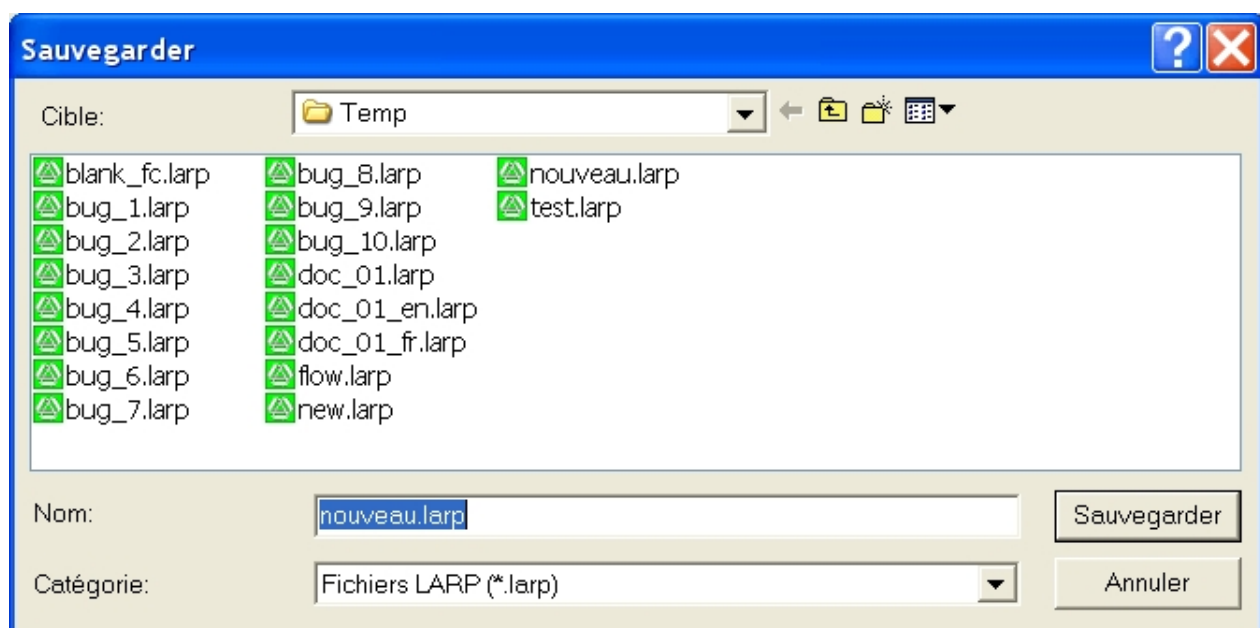 Sauvegarder
Cible:
Temp
blank_fc.larp
bug_1.larp
bug_2.larp
bug_3.larp
bug_4.larp
bug_5.larp
bug_6.larp
bug_7.larp
bug_8.larp
bug_9.larp
bug_10.larp
doc_01.larp
doc_01_en.larp
doc_01_fr.larp
flow.larp
new.larp
nouveau.larp
test.larp
Nom:
nouveau.larp
Sauvegarder
Catégorie:
Fichiers LARP (*.larp)
Annuler